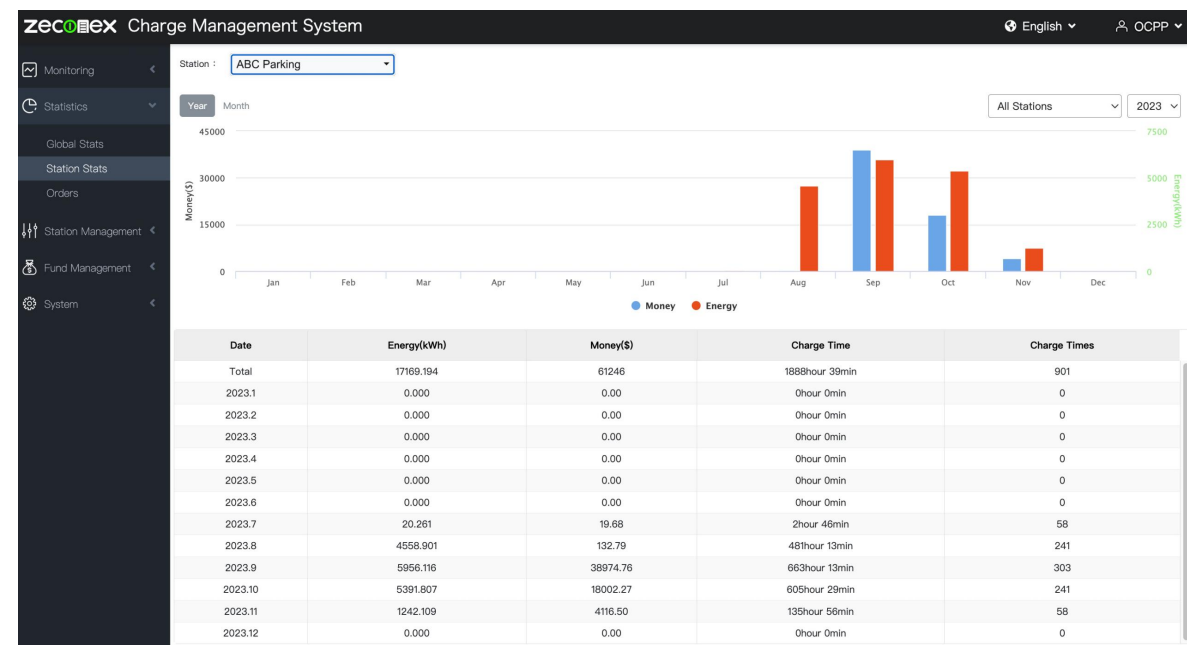 zeconex Charge Management System English OCPP
Monitoring
Statistics
Global Stats
Station Stats
Orders
Station Management
Fund Management
System
Station : ABC Parking
Year Month All Stations 2023
45000 7500
30000 5000
15000 2500
0 0
Money($)
Energy(kWh)
Jan Feb Mar Apr May Jun Jul Aug Sep Oct Nov Dec
Money Energy
Date Energy(kWh) Money($) Charge Time Charge Times
Total 17169.194 61246 1888hour 39min 901
2023.1 0.000 0.00 0hour 0min 0
2023.2 0.000 0.00 0hour 0min 0
2023.3 0.000 0.00 0hour 0min 0
2023.4 0.000 0.00 0hour 0min 0
2023.5 0.000 0.00 0hour 0min 0
2023.6 0.000 0.00 0hour 0min 0
2023.7 20.261 19.68 2hour 46min 58
2023.8 4558.901 132.79 481hour 13min 241
2023.9 5956.116 38974.76 663hour 13min 303
2023.10 5391.807 18002.27 605hour 29min 241
2023.11 1242.109 4116.50 135hour 56min 58
2023.12 0.000 0.00 0hour 0min 0